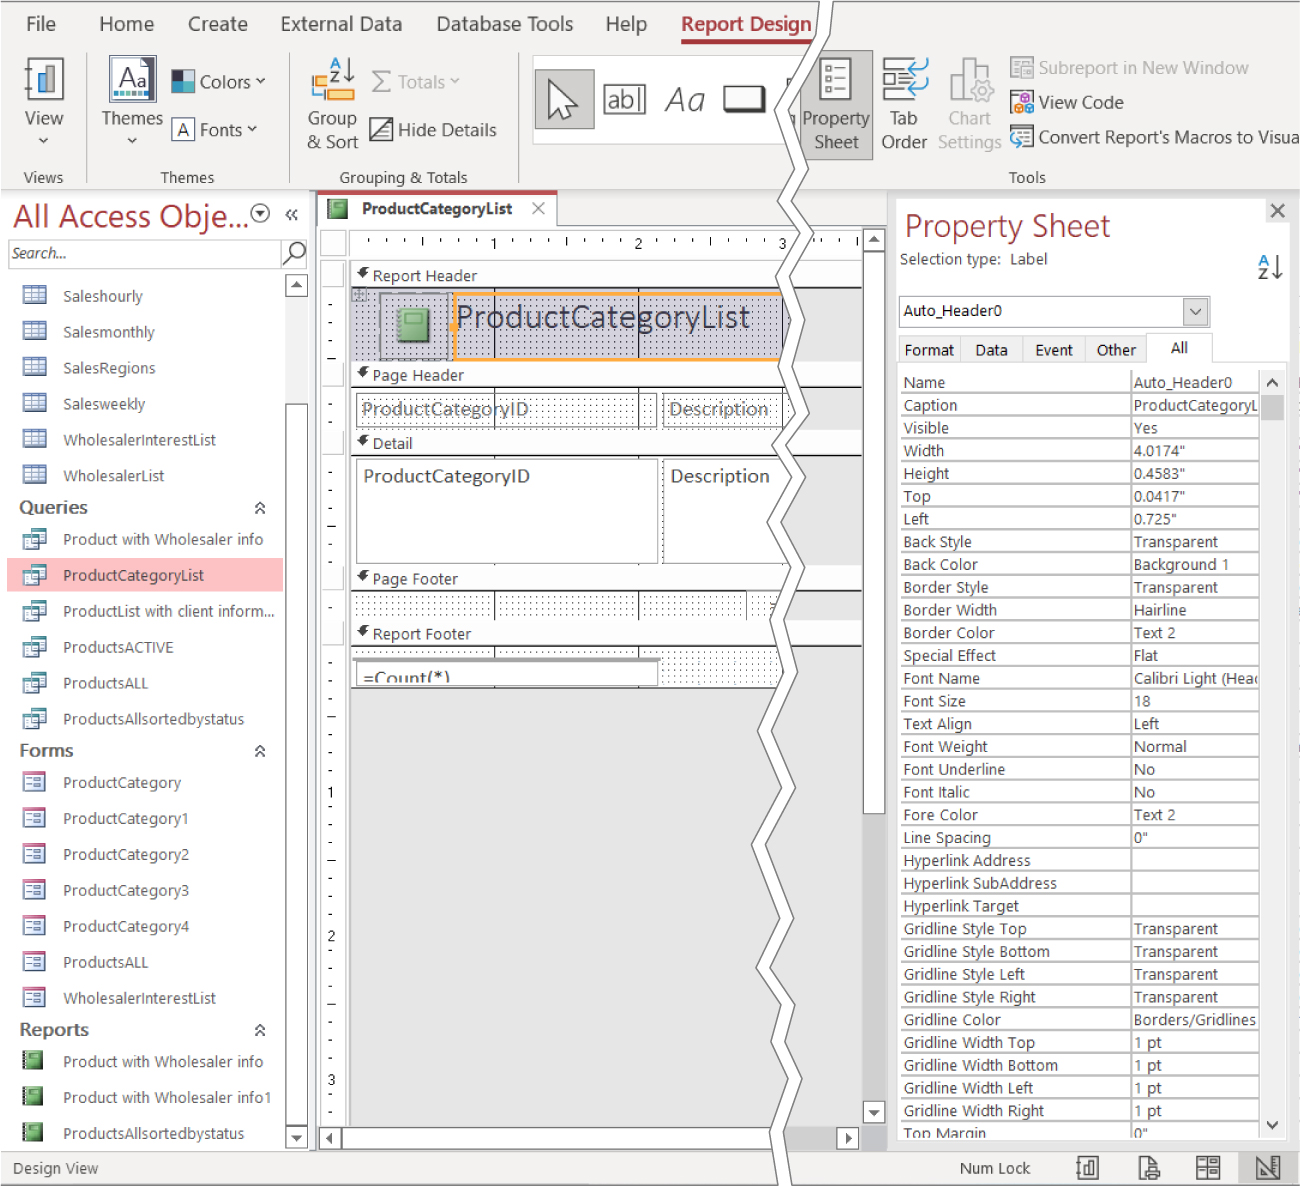 File Home Create External Data Database Tools Help Report Design
View
Themes
Colors
Fonts
Group & Sort
Totals
Hide Details
ab|
Aa
Property Sheet
Tab Order
Chart Settings
Subreport in New Window
View Code
Convert Report's Macros to Visua
Views Themes Grouping & Totals Tools
All Access Obje...
Search...
Saleshourly
Salesmonthly
SalesRegions
Salesweekly
WholesalerInterestList
WholesalerList
Queries
Product with Wholesaler info
ProductCategoryList
ProductList with client inform...
ProductsACTIVE
ProductsALL
ProductsAllsortedbystatus
Forms
ProductCategory
ProductCategory1
ProductCategory2
ProductCategory3
ProductCategory4
ProductsALL
WholesalerInterestList
Reports
Product with Wholesaler info
Product with Wholesaler info1
ProductsAllsortedbystatus
ProductCategoryList
1 2 3
Report Header
ProductCategoryList
Page Header
ProductCategoryID Description
Detail
ProductCategoryID Description
Page Footer
Report Footer
=Count(*)
1
2
3
Property Sheet
Selection type: Label
A
Z
Auto_Header0
Format Data Event Other All
Name Auto_Header0
Caption ProductCategoryL
Visible Yes
Width 4.0174"
Height 0.4583"
Top 0.0417"
Left 0.725"
Back Style Transparent
Back Color Background 1
Border Style Transparent
Border Width Hairline
Border Color Text 2
Special Effect Flat
Font Name Calibri Light (Head
Font Size 18
Text Align Left
Font Weight Normal
Font Underline No
Font Italic No
Fore Color Text 2
Line Spacing 0"
Hyperlink Address
Hyperlink SubAddress
Hyperlink Target
Gridline Style Top Transparent
Gridline Style Bottom Transparent
Gridline Style Left Transparent
Gridline Style Right Transparent
Gridline Color Borders/Gridlines
Gridline Width Top 1 pt
Gridline Width Bottom 1 pt
Gridline Width Left 1 pt
Gridline Width Right 1 pt
Top Margin 0"
Design View Num Lock